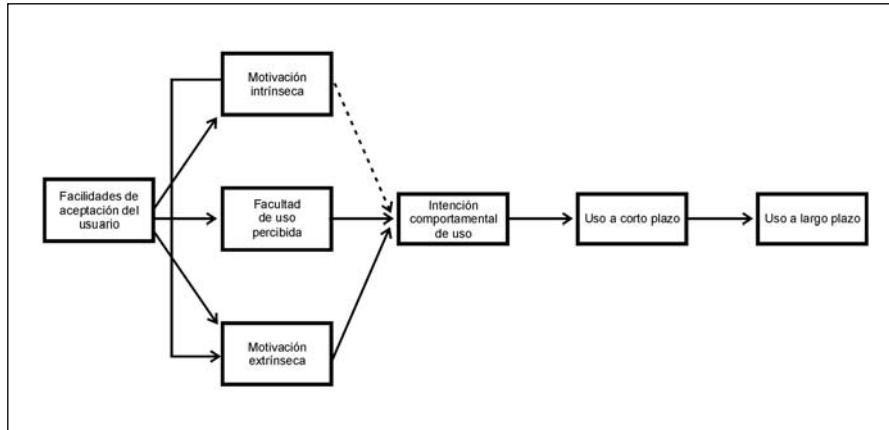 Motivación
intrínseca
Facilidades de
aceptación del
usuario
Facultad
de uso
percibida
Motivación
extrínseca
Intención
comportamental
de uso
Uso a corto plazo
Uso a largo plazo